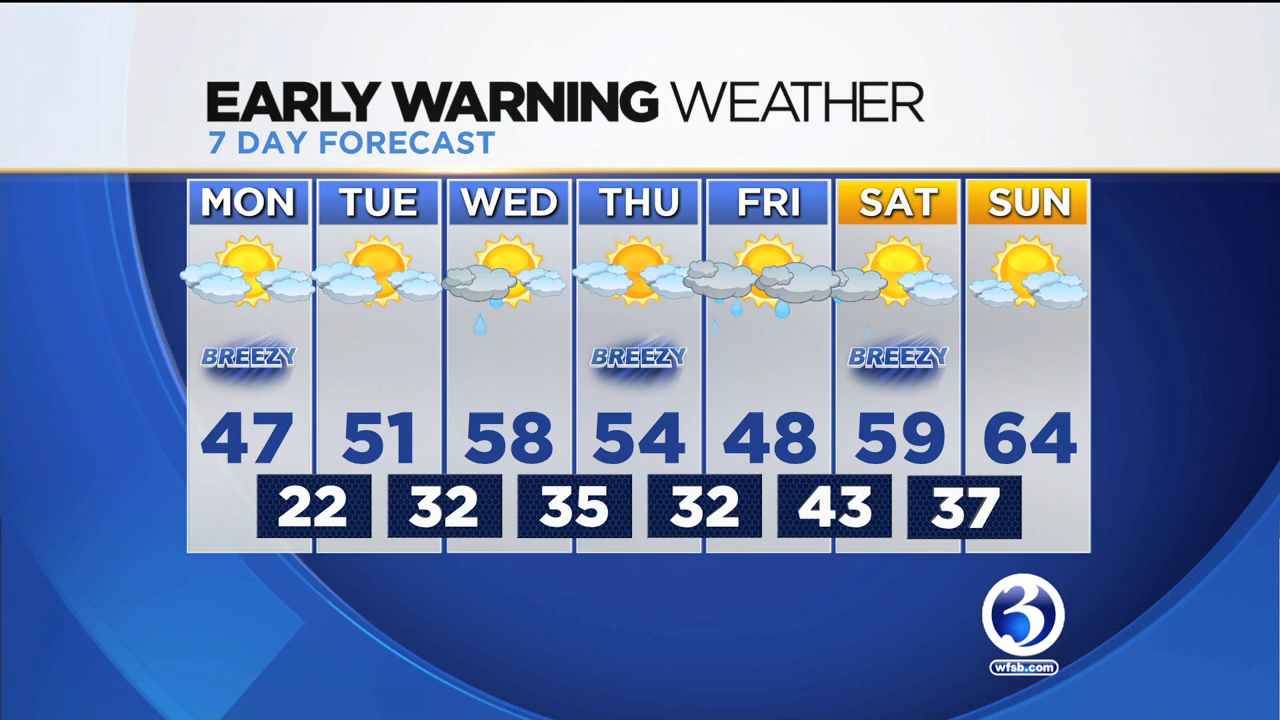 EARLY WARNING WEATHER
7 DAY FORECAST
MON TUE WED THU FRI SAT SUN
BREEZY BREEZY BREEZY
47 51 58 54 48 59 64
22 32 35 32 43 37
3
wfsb.com